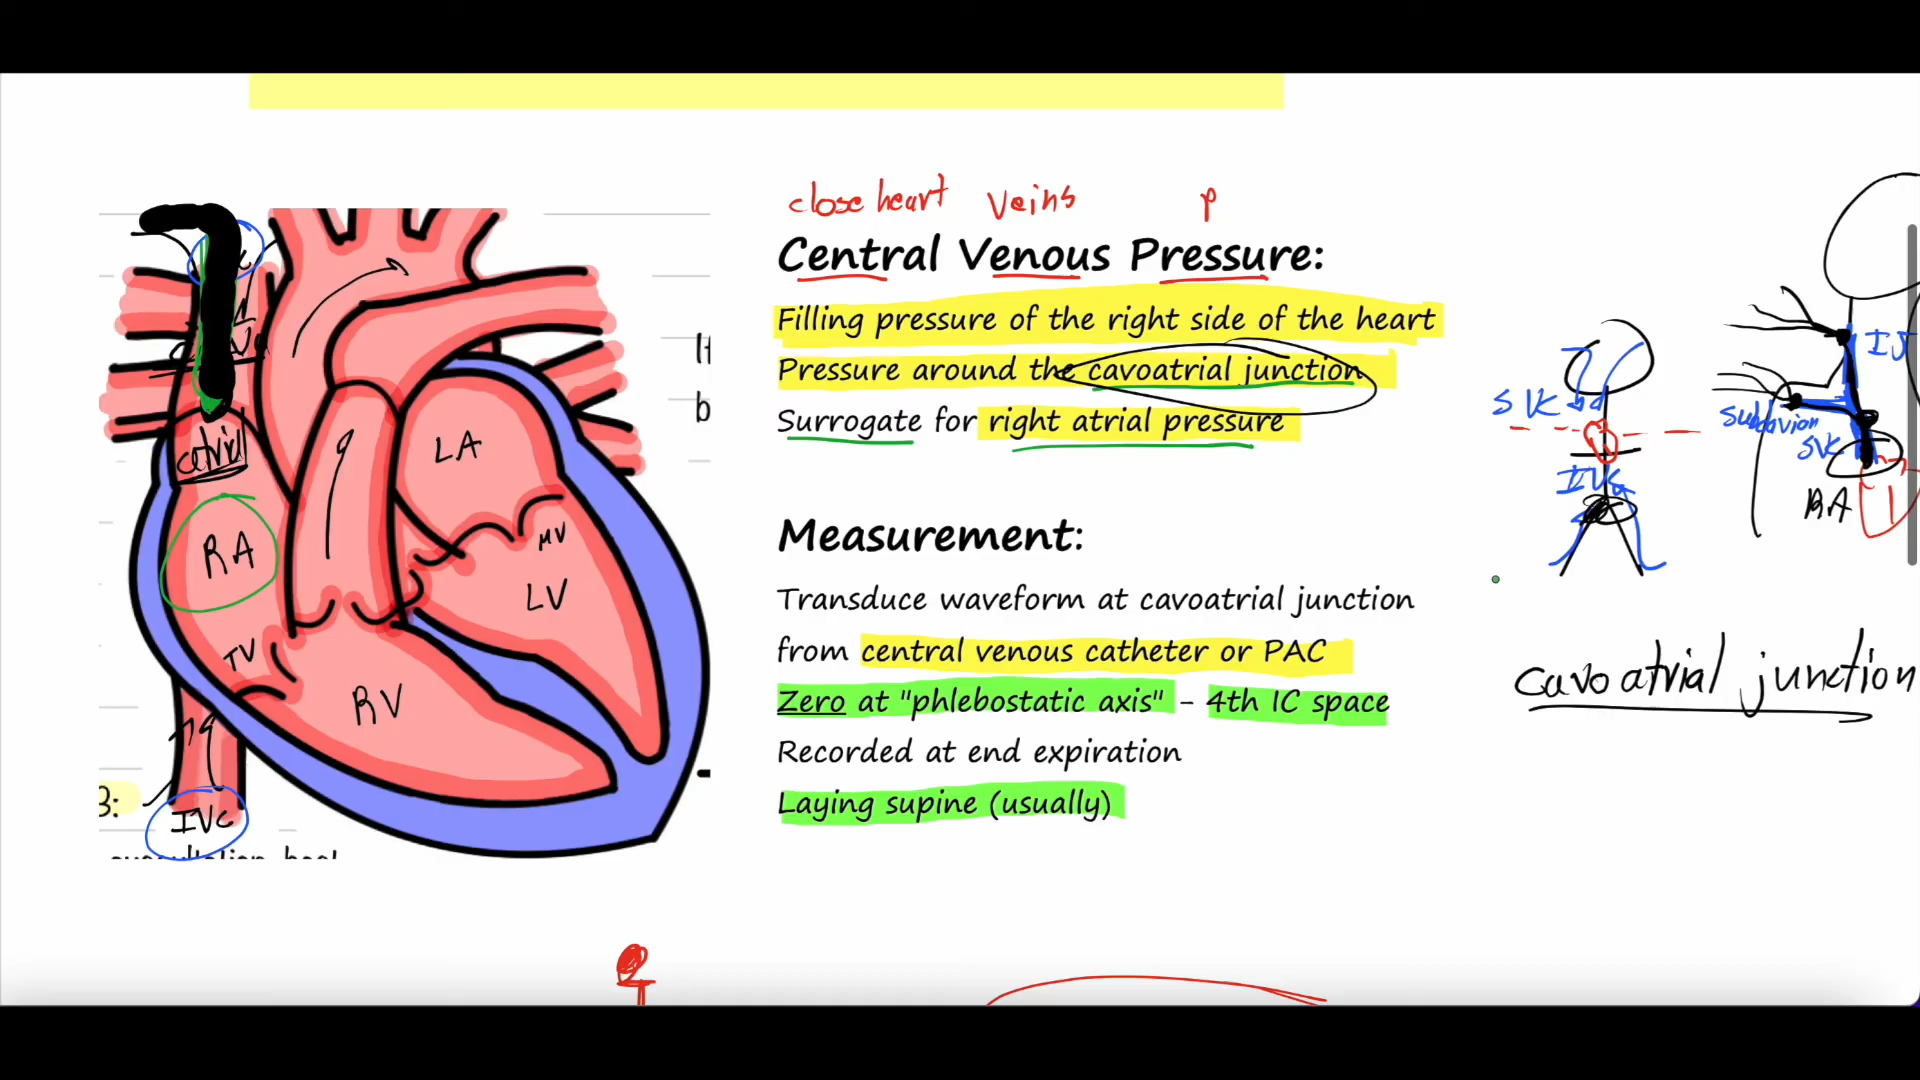 close heart veins P
Central Venous Pressure:
Filling pressure of the right side of the heart
Pressure around the cavoatrial junction
Surrogate for right atrial pressure
Measurement:
Transduce waveform at cavoatrial junction
from central venous catheter or PAC
Zero at "phlebostatic axis" - 4th IC space
Recorded at end expiration
Laying supine (usually)
LA
RA
MV
LV
TV
RV
IVC
3:
SVC
IVC
IJ
SVC
RA
cavoatrial junction